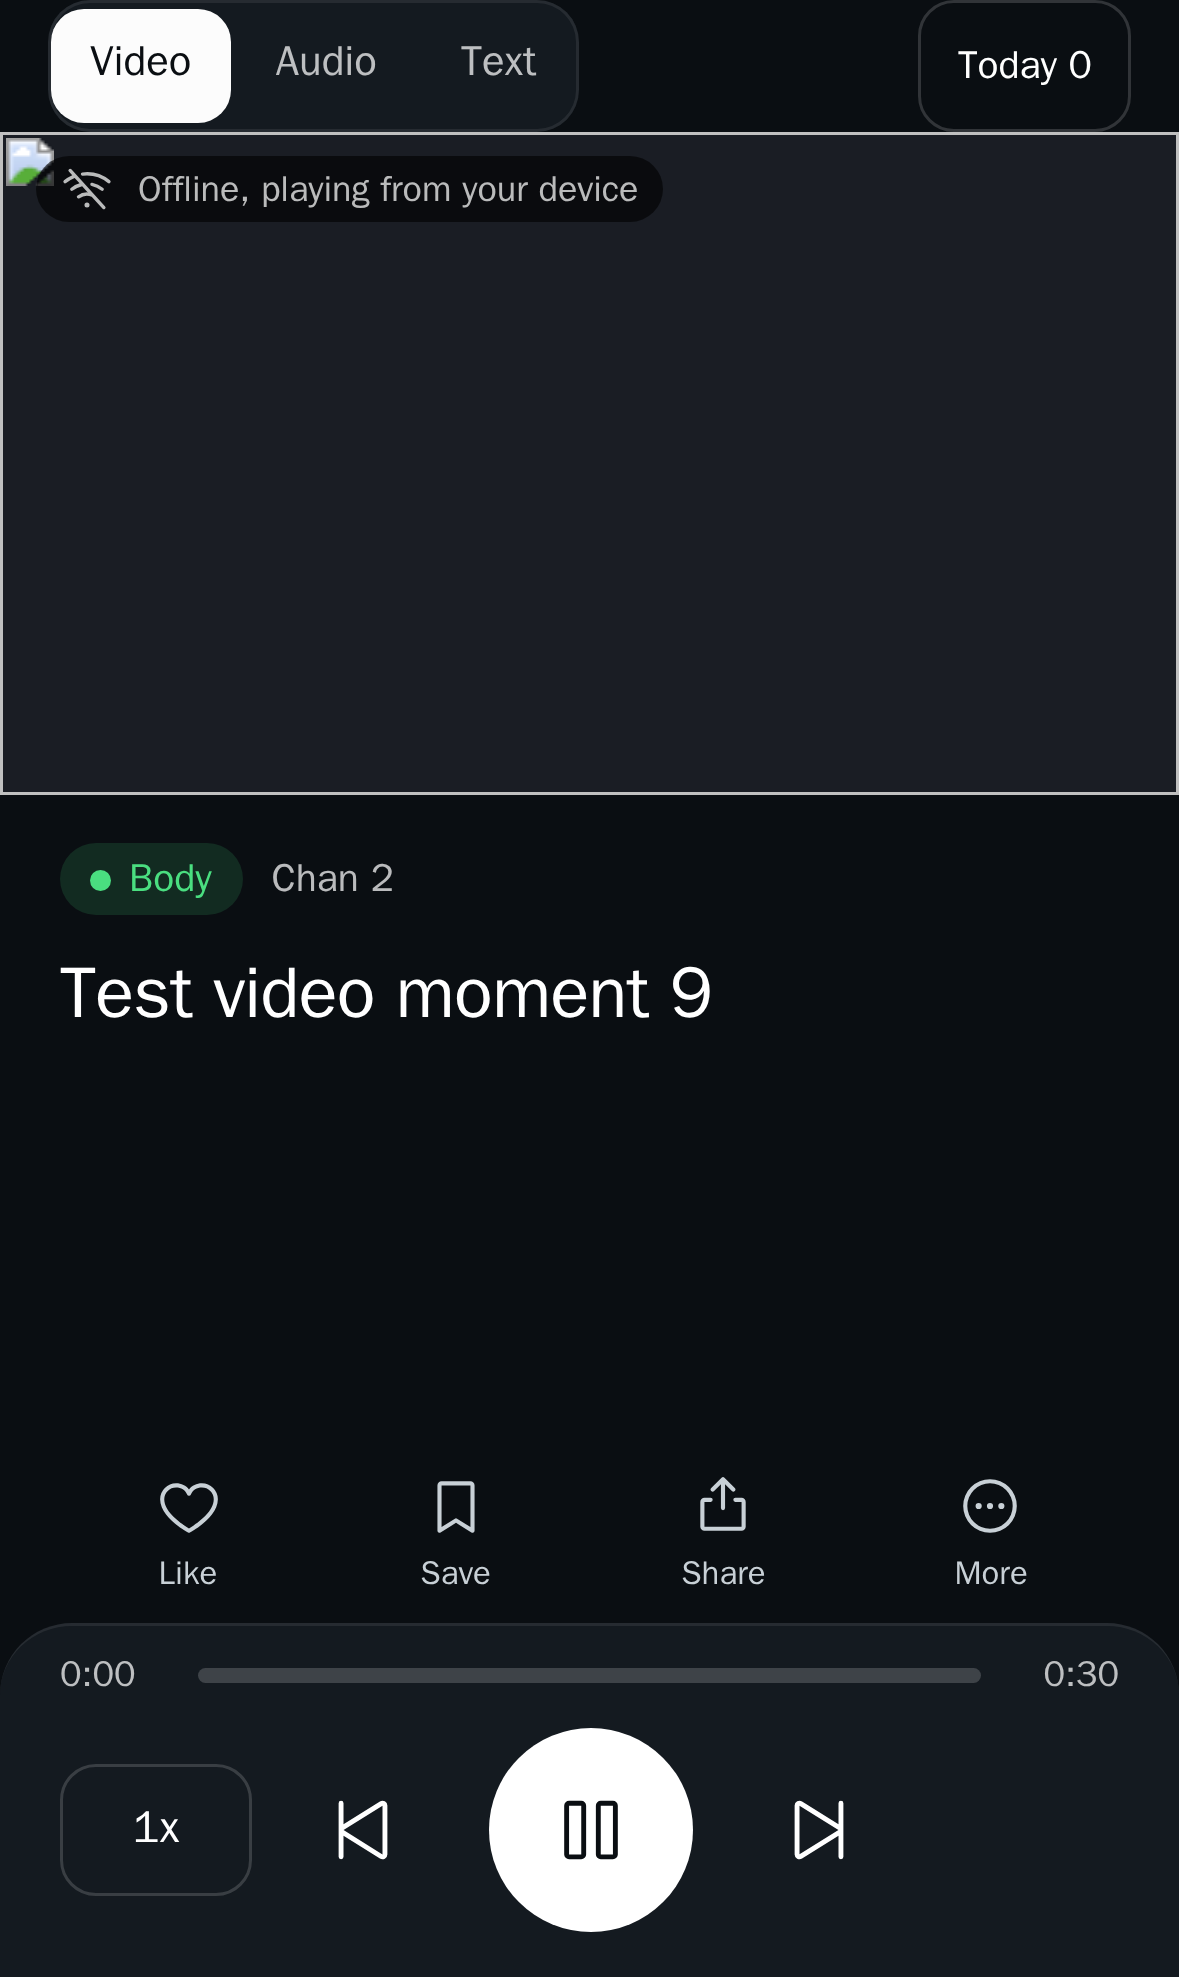 Video Audio Text Today 0
Offline, playing from your device
Body Chan 2
Test video moment 9
Like Save Share More
0:00 0:30
1x